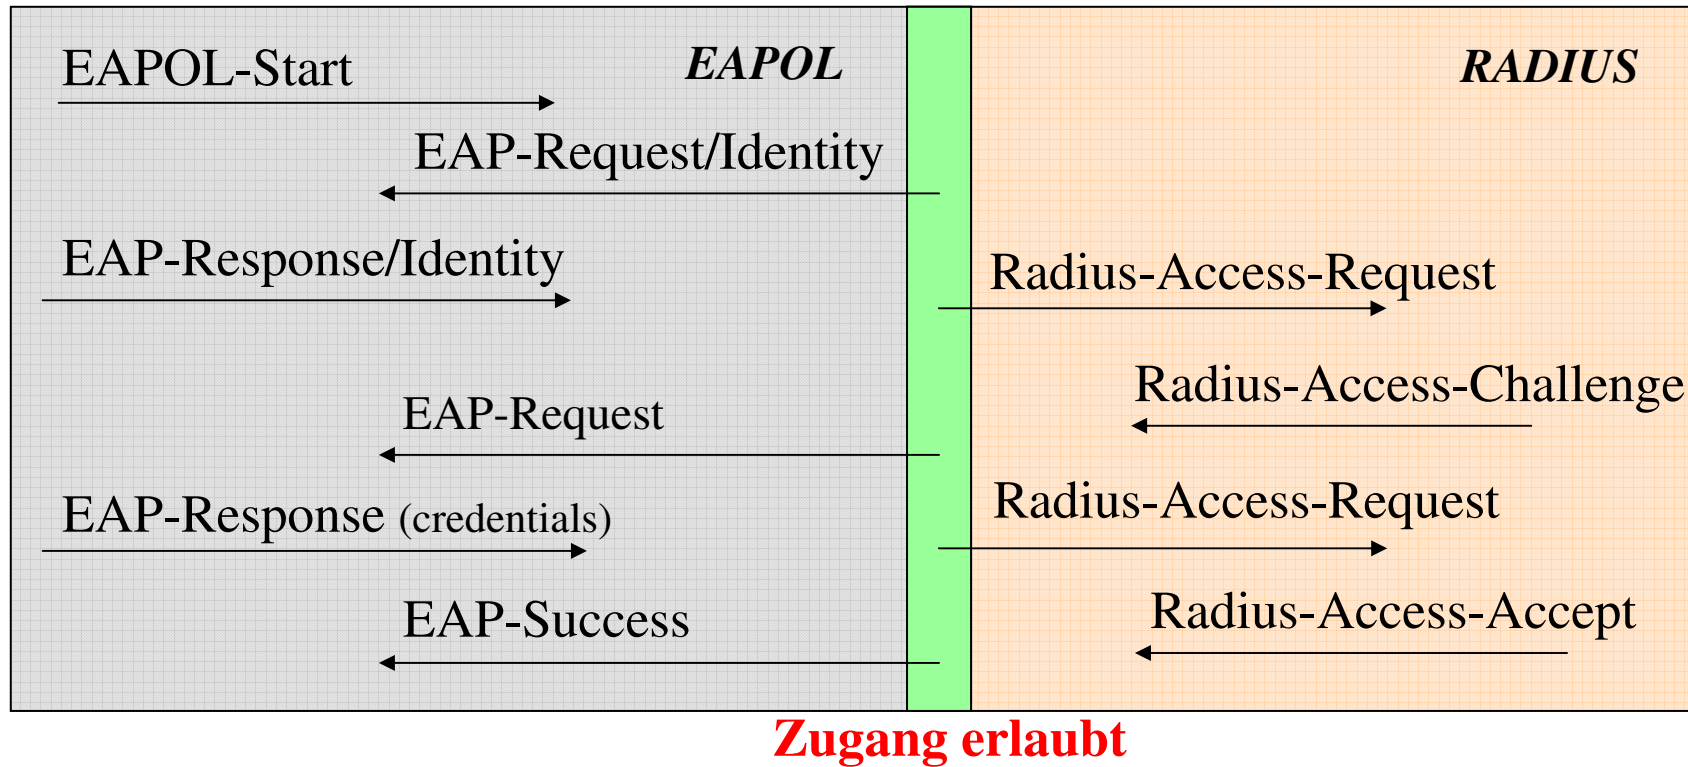 EAPOL-Start
EAPOL
RADIUS
EAP-Request/Identity
EAP-Response/Identity
Radius-Access-Request
Radius-Access-Challenge
EAP-Request
EAP-Response (credentials)
Radius-Access-Request
EAP-Success
Radius-Access-Accept
Zugang erlaubt